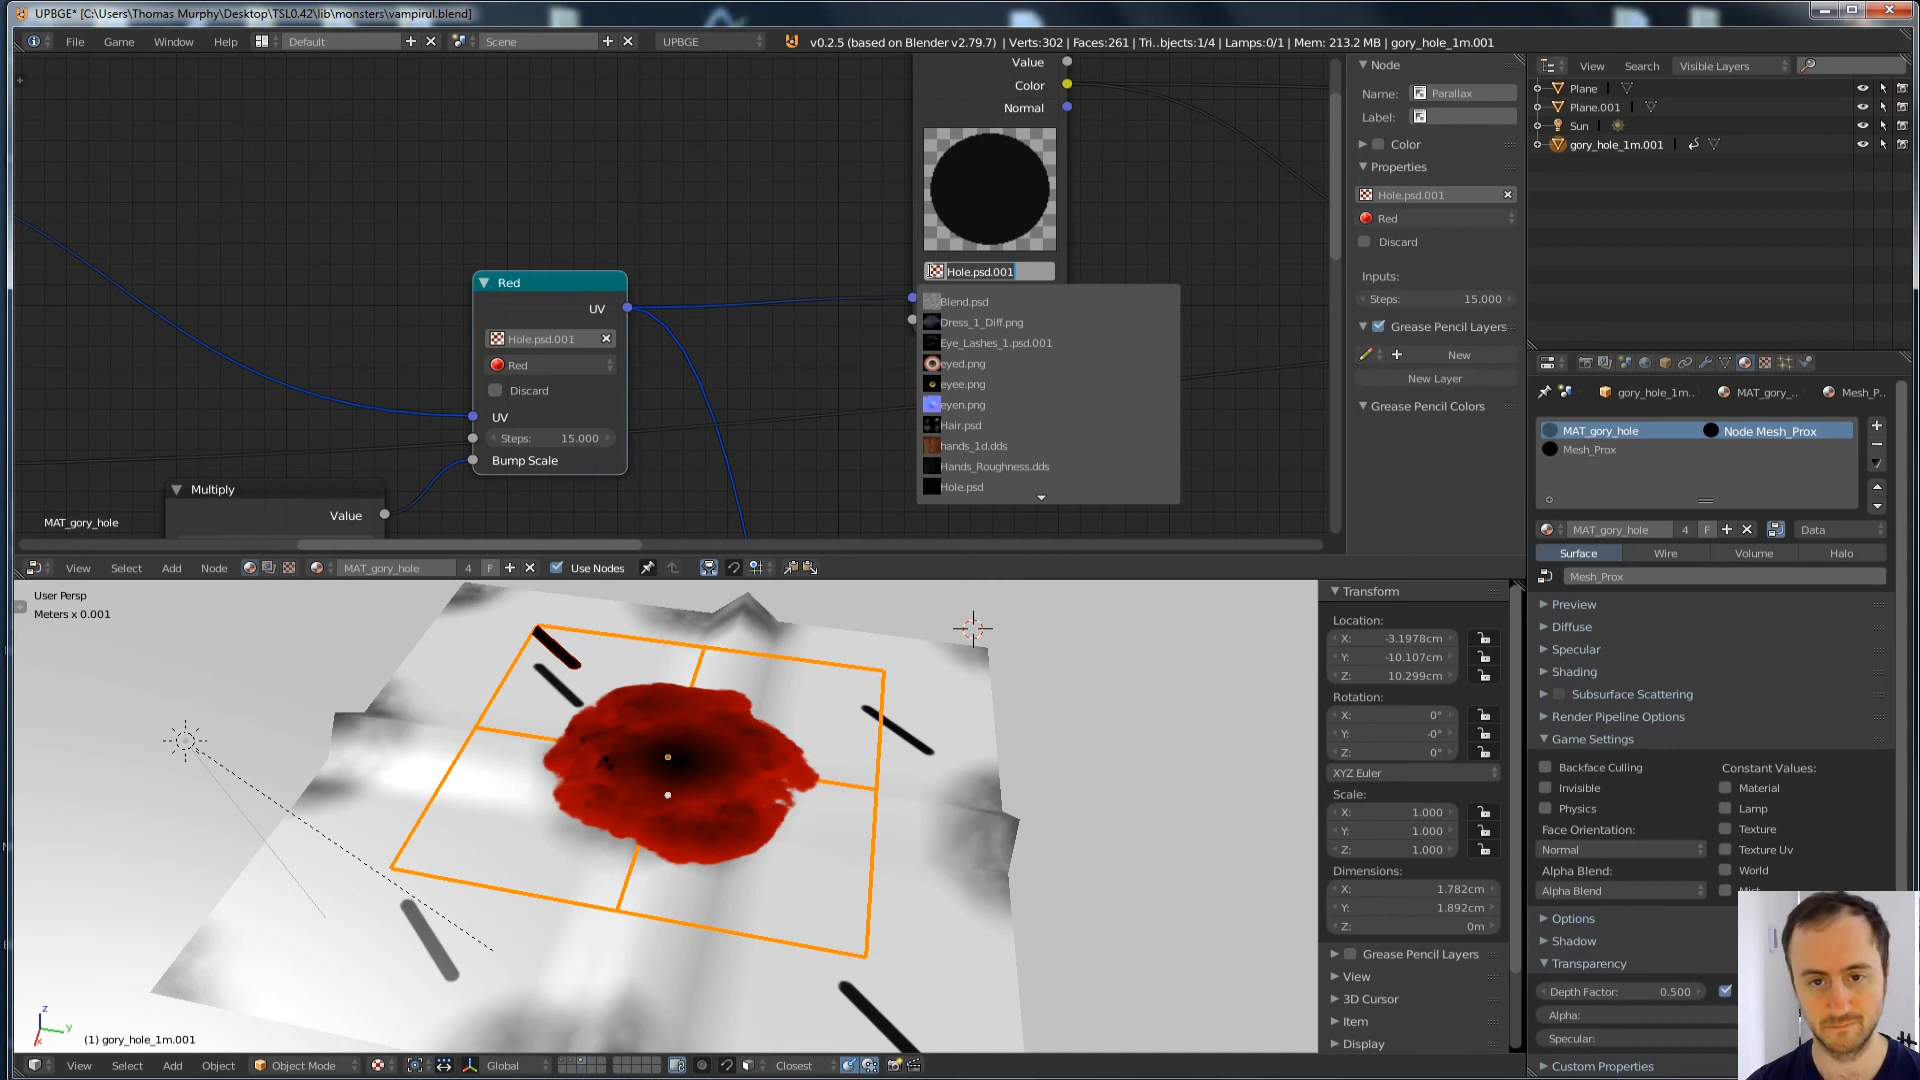 UPBGE* [C:\Users\Thomas Murphy\Desktop\TSL0.42\lib\monsters\vampirul.blend]
File Game Window Help Default Scene UPBGE v0.2.5 (based on Blender v2.79.7) | Verts:302 | Faces:261 | Tri..bjects:1/4 | Lamps:0/1 | Mem: 213.2 MB | gory_hole_1m.001
Value
Color
Normal
Hole.psd.001
Blend.psd
Dress_1_Diff.png
Eye_Lashes_1.psd.001
eyed.png
eyee.png
eyen.png
Hair.psd
hands_1d.dds
Hands_Roughness.dds
Hole.psd
Red
UV
Hole.psd.001
Red
Discard
UV
Steps: 15.000
Bump Scale
Multiply
Value
MAT_gory_hole
Node
Name: Parallax
Label:
Color
Properties
Hole.psd.001
Red
Discard
Inputs:
Steps: 15.000
Grease Pencil Layers
New
New Layer
Grease Pencil Colors
View Search Visible Layers
Plane
Plane.001
Sun
gory_hole_1m.001
View Select Add Node MAT_gory_hole 4 F Use Nodes
User Persp
Meters x 0.001
(1) gory_hole_1m.001
z
y
x
View Select Add Object Object Mode Global Closest
Transform
Location:
X: -3.1978cm
Y: -10.107cm
Z: 10.299cm
Rotation:
X: 0°
Y: -0°
Z: 0°
XYZ Euler
Scale:
X: 1.000
Y: 1.000
Z: 1.000
Dimensions:
X: 1.782cm
Y: 1.892cm
Z: 0m
Grease Pencil Layers
View
3D Cursor
Item
Display
gory_hole_1m.. MAT_gory_.. Mesh_P..
MAT_gory_hole Node Mesh_Prox
Mesh_Prox
MAT_gory_hole 4 F Data
Surface Wire Volume Halo
Mesh_Prox
Preview
Diffuse
Specular
Shading
Subsurface Scattering
Render Pipeline Options
Game Settings
Backface Culling Constant Values:
Invisible Material
Physics Lamp
Face Orientation: Texture
Normal Texture Uv
Alpha Blend: World
Alpha Blend
Options
Shadow
Transparency
Depth Factor: 0.500
Alpha:
Specular:
Custom Properties